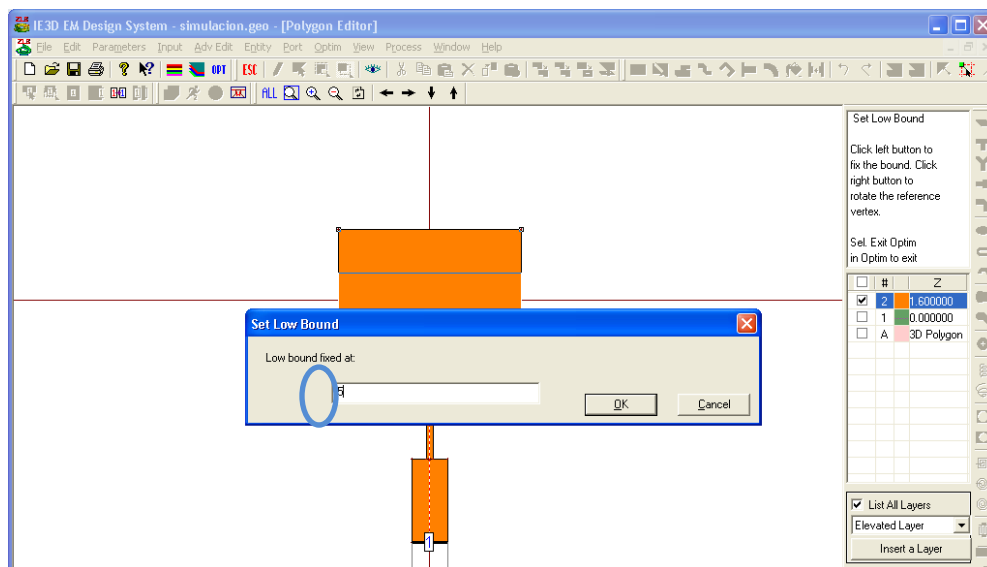 IE3D EM Design System - simulacion.geo - [Polygon Editor]
File Edit Parameters Input Adv Edit Entity Port Optim View Process Window Help
OPT ESC
ALL
Set Low Bound
Click left button to
fix the bound. Click
right button to
rotate the reference
vertex.
Sel. Exit Optim
in Optim to exit
# Z
2 1.600000
1 0.000000
A 3D Polygon
Set Low Bound
Low bound fixed at:
5
OK Cancel
1
List All Layers
Elevated Layer
Insert a Layer